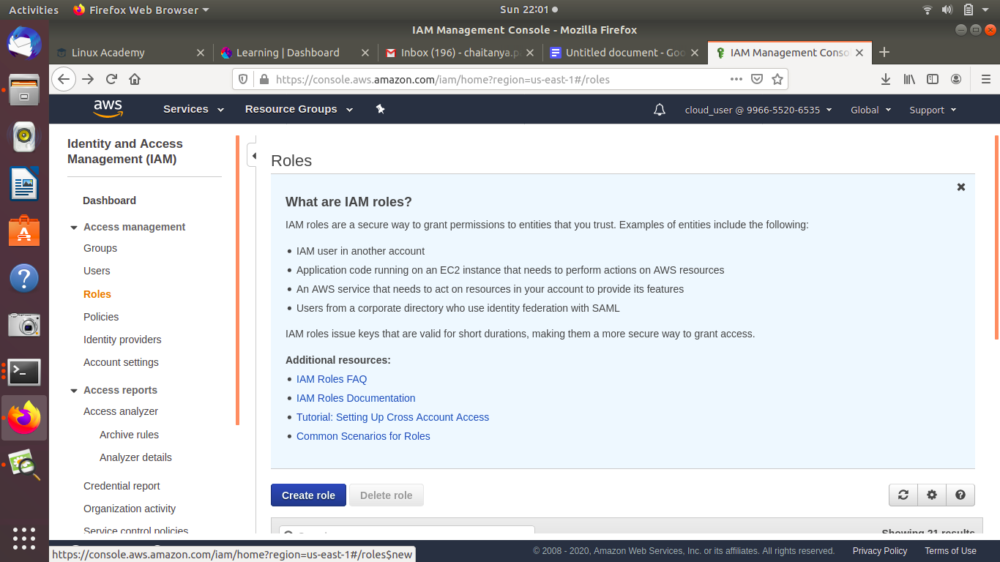 Activities
Firefox Web Browser
Sun 22:01
IAM Management Console - Mozilla Firefox
Linux Academy
Learning | Dashboard
Inbox (196) - chaitanya.p
Untitled document - Goo
IAM Management Conso
https://console.aws.amazon.com/iam/home?region=us-east-1#/roles
aws
Services
Resource Groups
cloud_user @ 9966-5520-6535
Global
Support
Identity and Access
Management (IAM)
Dashboard
Access management
Groups
Users
Roles
Policies
Identity providers
Account settings
Access reports
Access analyzer
Archive rules
Analyzer details
Credential report
Organization activity
Service control policies
Roles
What are IAM roles?
IAM roles are a secure way to grant permissions to entities that you trust. Examples of entities include the following:
IAM user in another account
Application code running on an EC2 instance that needs to perform actions on AWS resources
An AWS service that needs to act on resources in your account to provide its features
Users from a corporate directory who use identity federation with SAML
IAM roles issue keys that are valid for short durations, making them a more secure way to grant access.
Additional resources:
IAM Roles FAQ
IAM Roles Documentation
Tutorial: Setting Up Cross Account Access
Common Scenarios for Roles
Create role
Delete role
Showing 21 results
https://console.aws.amazon.com/iam/home?region=us-east-1#/roles$new
© 2008 - 2020, Amazon Web Services, Inc. or its affiliates. All rights reserved.
Privacy Policy
Terms of Use